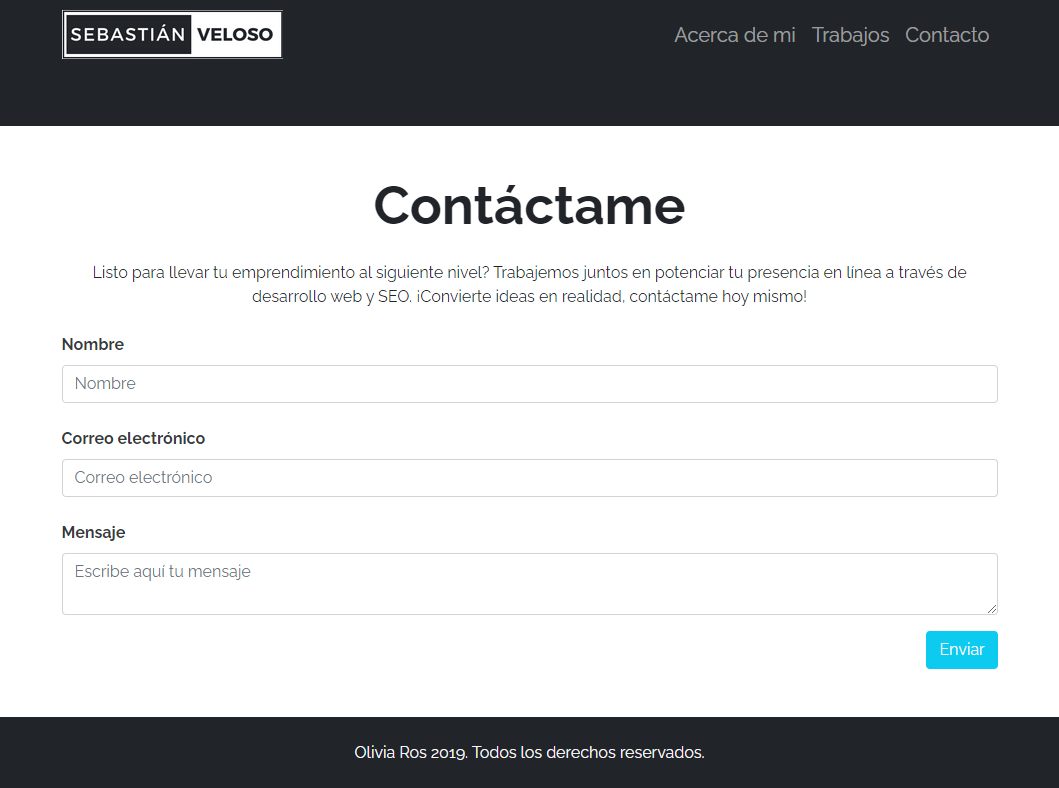 SEBASTIÁN VELOSO
Acerca de mi Trabajos Contacto
Contáctame
Listo para llevar tu emprendimiento al siguiente nivel? Trabajemos juntos en potenciar tu presencia en línea a través de
desarrollo web y SEO. ¡Convierte ideas en realidad, contáctame hoy mismo!
Nombre
Nombre
Correo electrónico
Correo electrónico
Mensaje
Escribe aquí tu mensaje
Enviar
Olivia Ros 2019. Todos los derechos reservados.